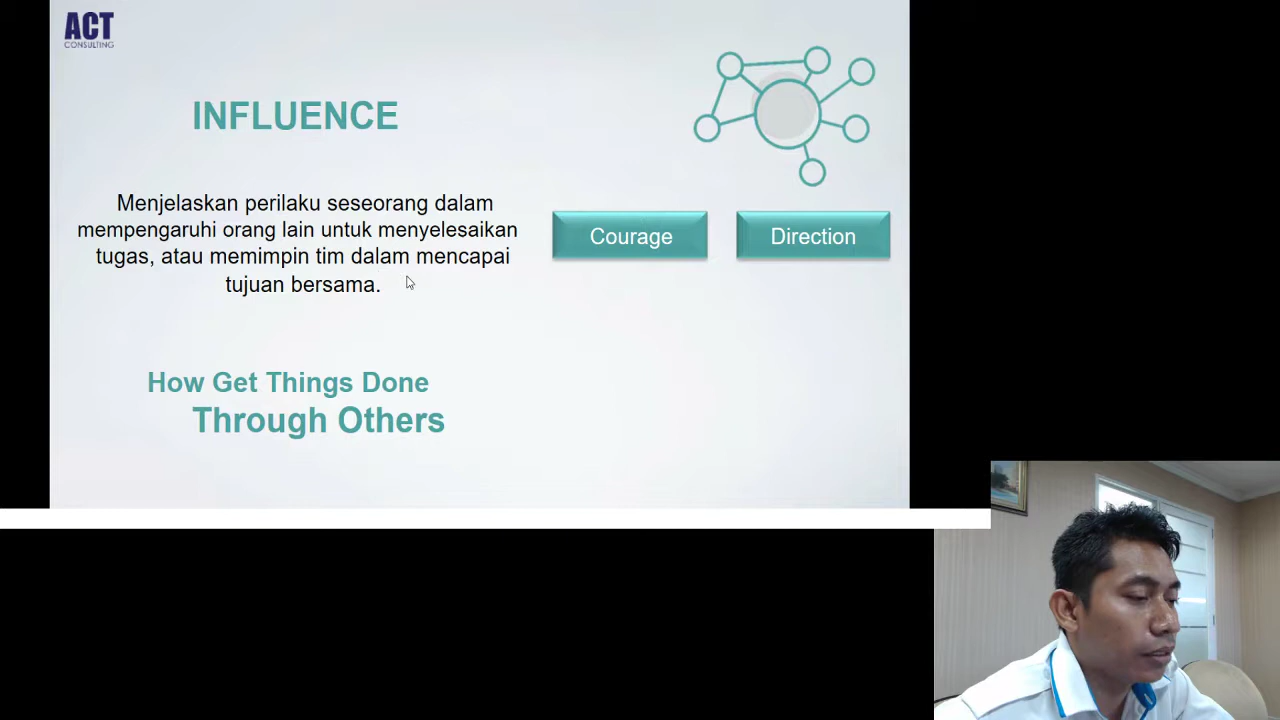 ACT
CONSULTING
INFLUENCE
Menjelaskan perilaku seseorang dalam
mempengaruhi orang lain untuk menyelesaikan
tugas, atau memimpin tim dalam mencapai
tujuan bersama.
Courage
Direction
How Get Things Done
Through Others